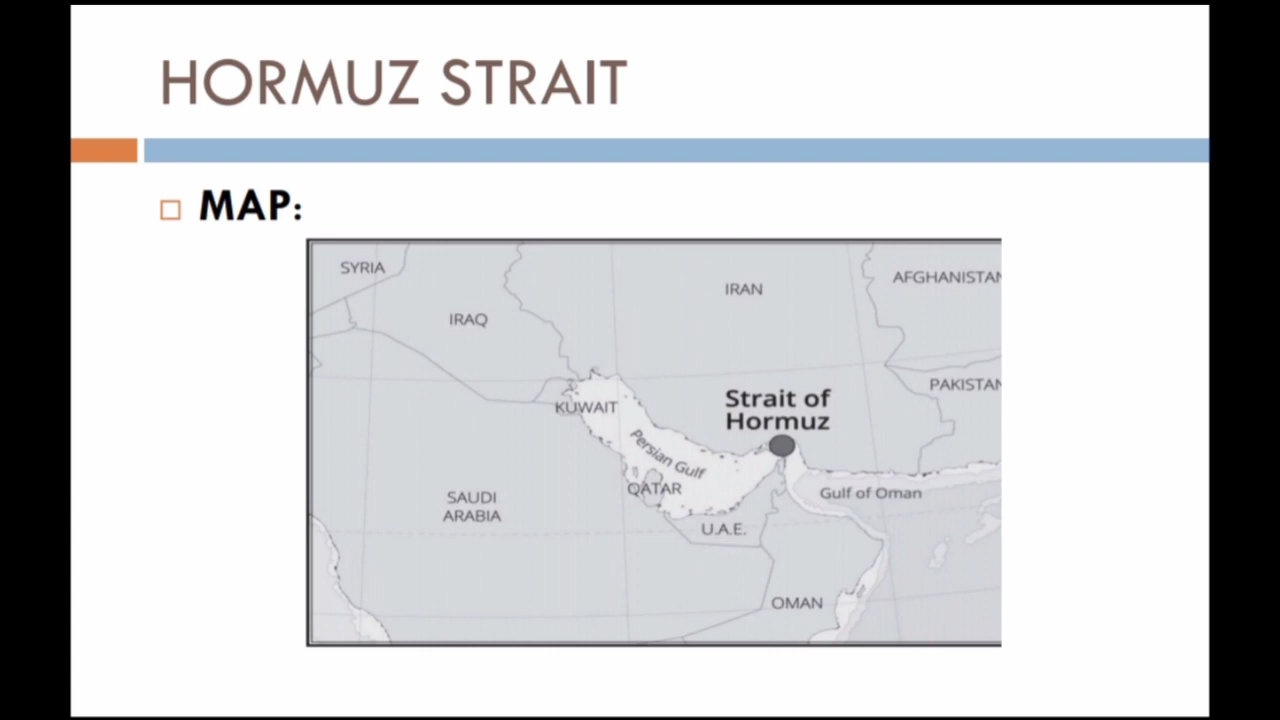 HORMUZ STRAIT
MAP:
SYRIA
IRAQ
IRAN
AFGHANISTAN
KUWAIT
Strait of
Hormuz
PAKISTAN
Persian Gulf
QATAR
SAUDI
ARABIA
Gulf of Oman
U.A.E.
OMAN